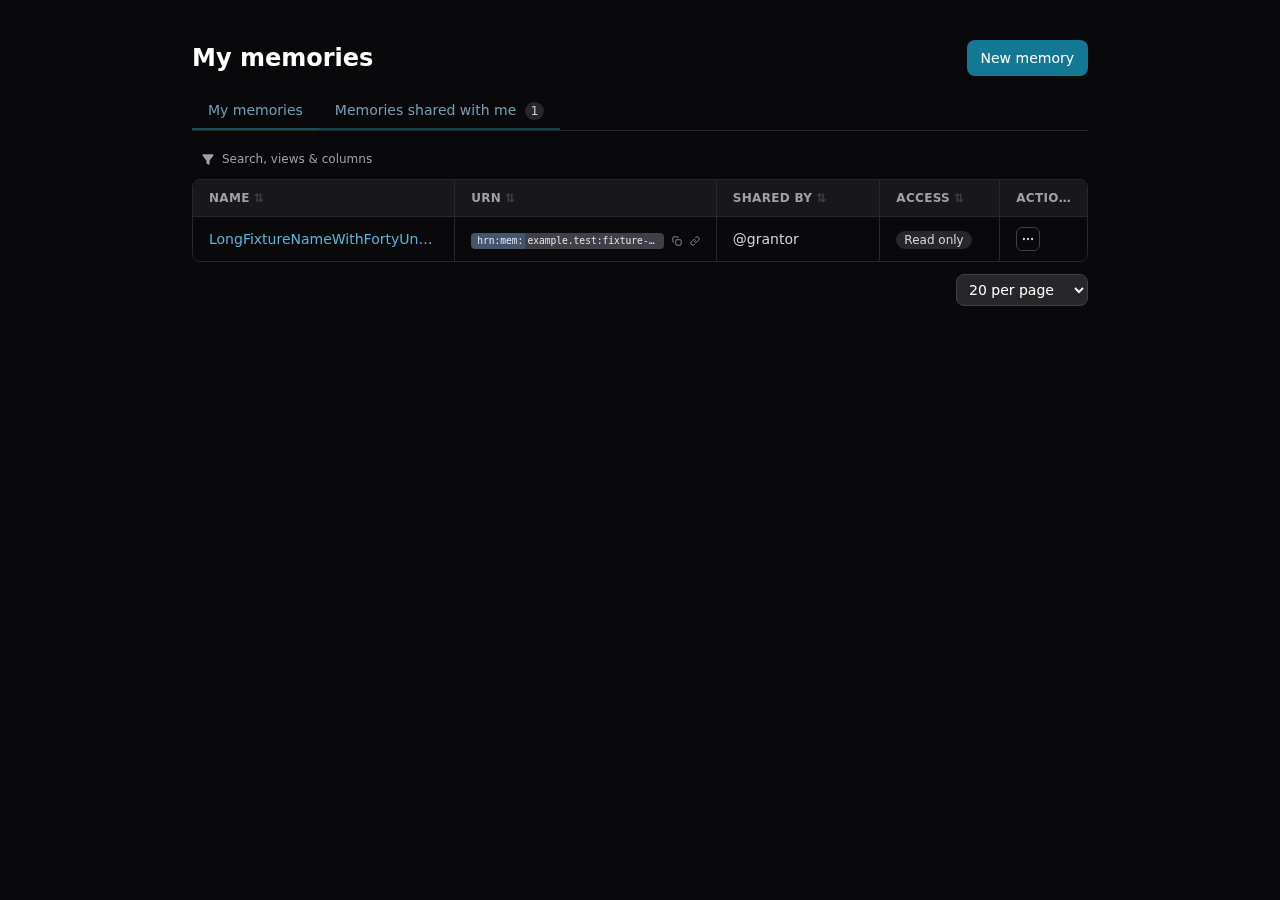 My memories
New memory
My memories
Memories shared with me 1
Search, views & columns
NAME URN SHARED BY ACCESS ACTIO…
LongFixtureNameWithFortyUn… hrn:mem: example.test:fixture-… @grantor Read only
20 per page